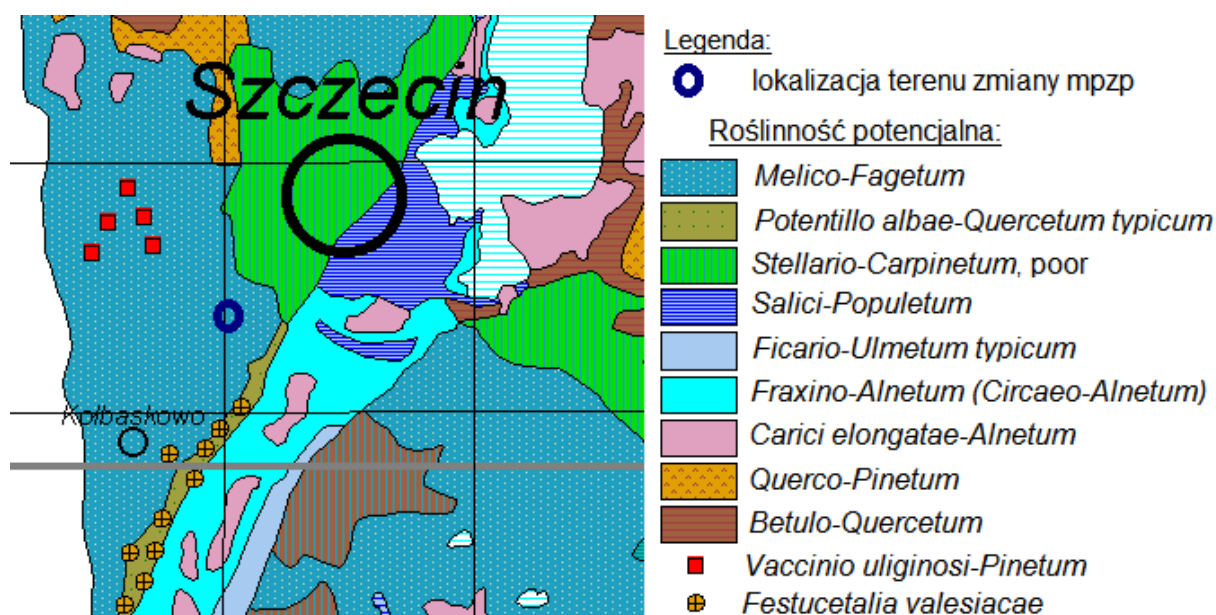 Szczecin
Kołbaskowo
Legenda:
lokalizacja terenu zmiany mpzp
Roślinność potencjalna:
Melico-Fagetum
Potentillo albae-Quercetum typicum
Stellario-Carpinetum, poor
Salici-Populetum
Ficario-Ulmetum typicum
Fraxino-Alnetum (Circaeo-Alnetum)
Carici elongatae-Alnetum
Querco-Pinetum
Betulo-Quercetum
Vaccinio uliginosi-Pinetum
Festucetalia valesiacae